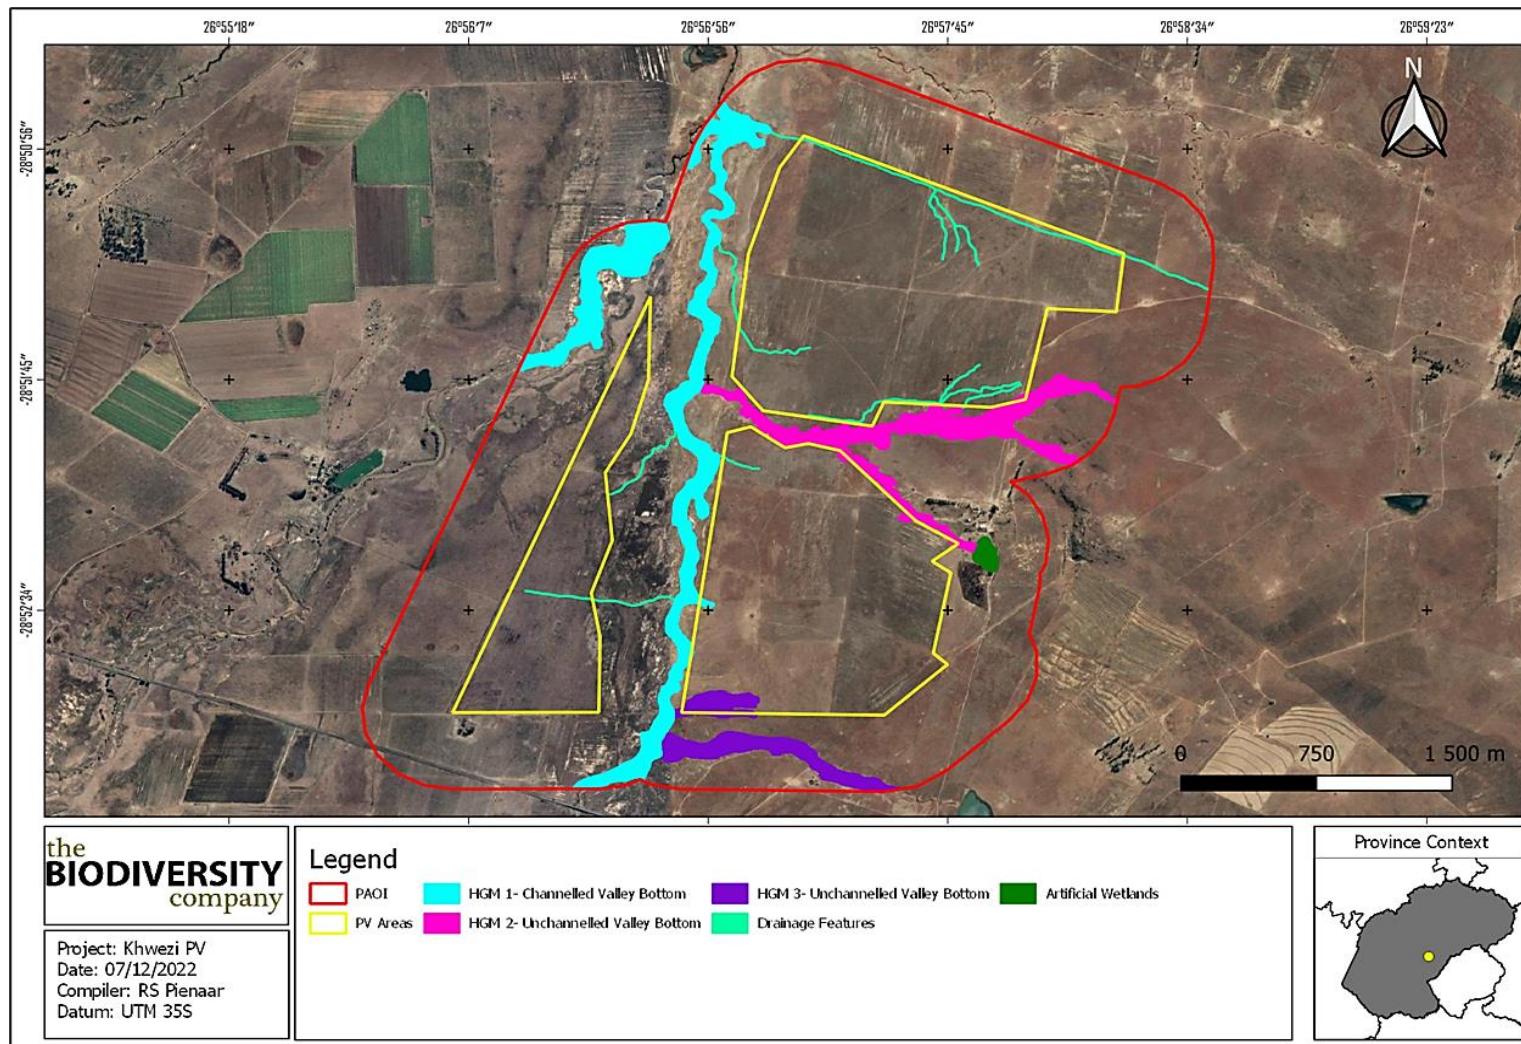 26°55'18" 26°56'7" 26°56'56" 26°57'45" 26°58'34" 26°59'23"
N
-28°50'56"
-28°51'45"
-28°52'34"
0 750 1 500 m
the
BIODIVERSITY
company
Project: Khwezi PV
Date: 07/12/2022
Compiler: RS Pienaar
Datum: UTM 35S
Legend
PAOI HGM 1- Channelled Valley Bottom HGM 3- Unchannelled Valley Bottom Artificial Wetlands
PV Areas HGM 2- Unchannelled Valley Bottom Drainage Features
Province Context